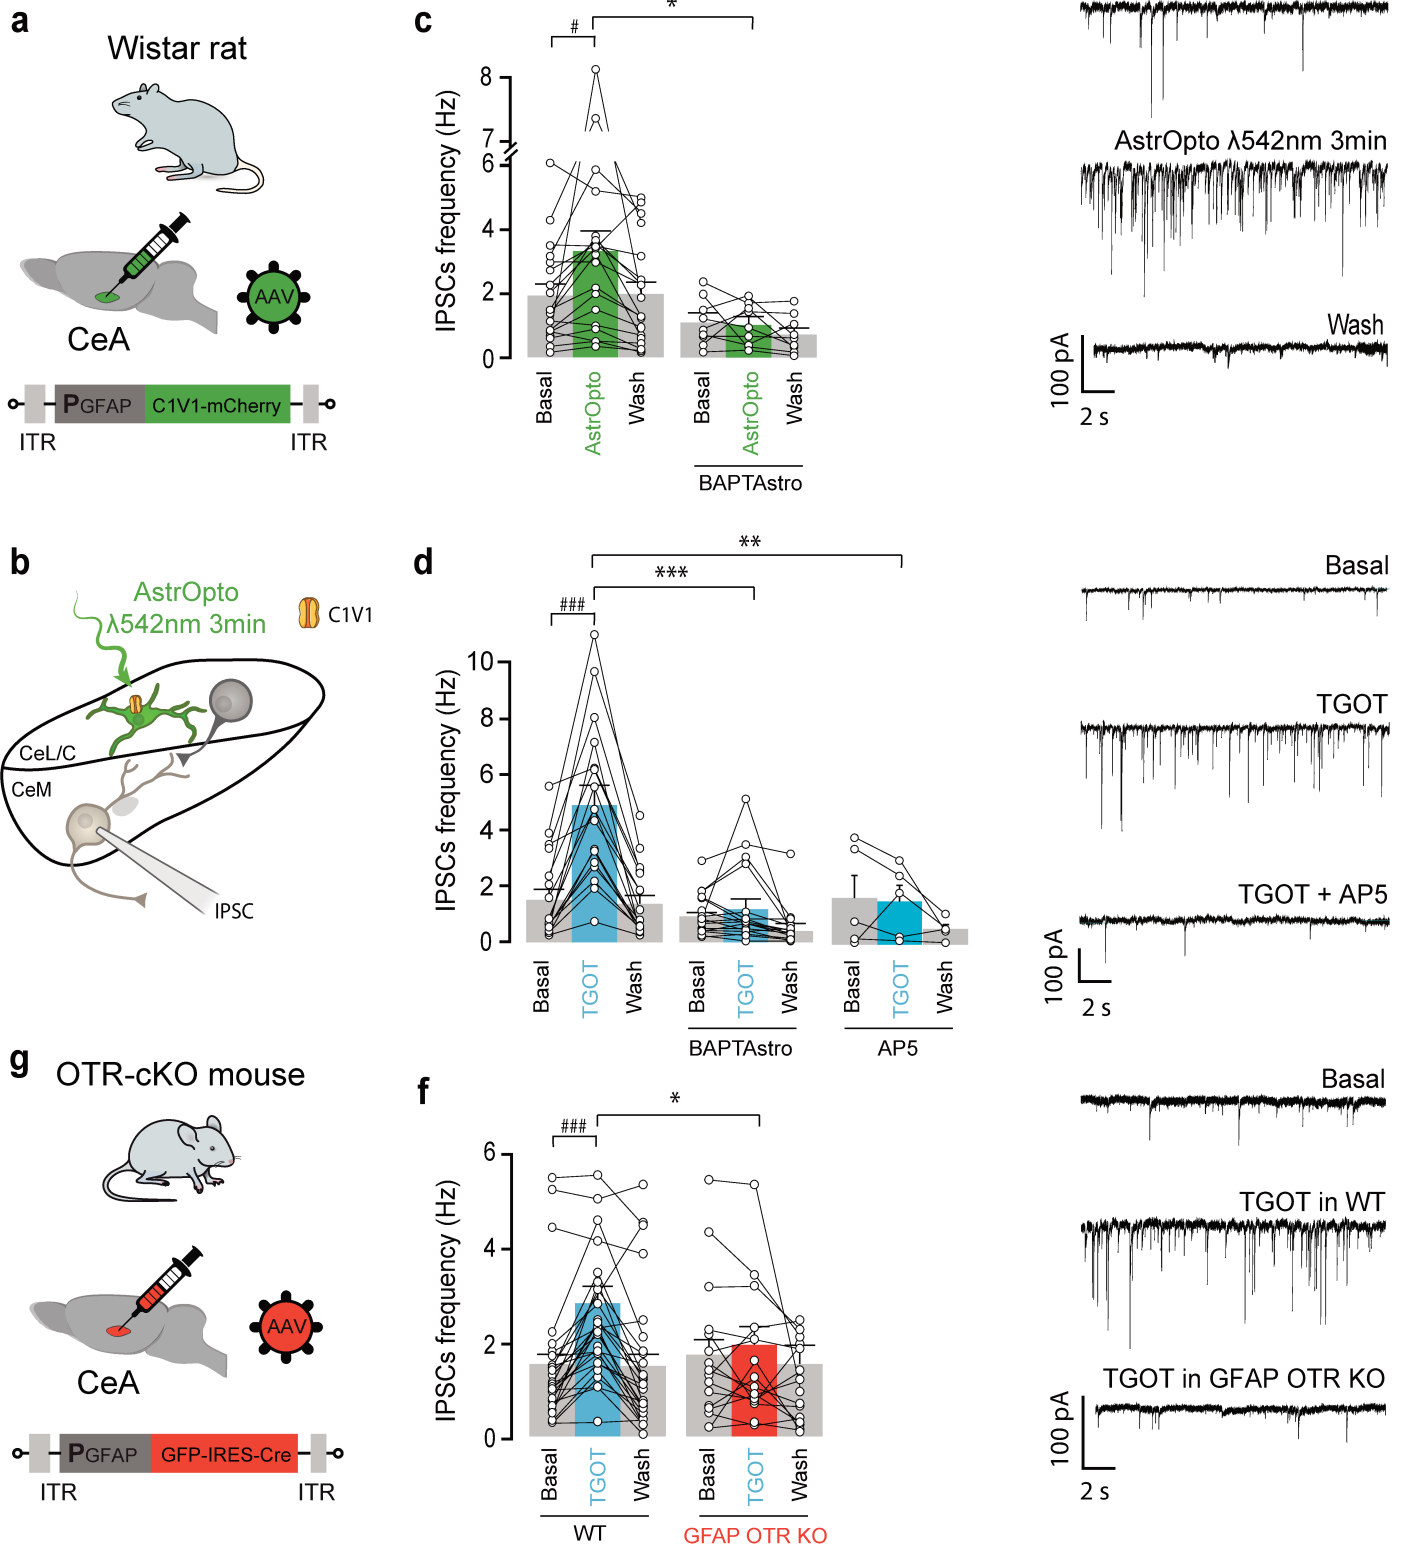 a
Wistar rat
AAV
CeA
PGFAP
C1V1-mCherry
ITR
ITR
c
*
#
IPSCs frequency (Hz)
8
7
6
4
2
0
Basal
AstrOpto
Wash
Basal
AstrOpto
Wash
BAPTAstro
AstrOpto λ542nm 3min
Wash
100 pA
2 s
b
AstrOpto
λ542nm 3min
C1V1
CeL/C
CeM
IPSC
d
**
***
###
IPSCs frequency (Hz)
10
8
6
4
2
0
Basal
TGOT
Wash
Basal
TGOT
Wash
Basal
TGOT
Wash
BAPTAstro
AP5
Basal
TGOT
TGOT + AP5
100 pA
2 s
g
OTR-cKO mouse
AAV
CeA
PGFAP
GFP-IRES-Cre
ITR
ITR
f
*
###
IPSCs frequency (Hz)
6
4
2
0
Basal
TGOT
Wash
Basal
TGOT
Wash
WT
GFAP OTR KO
Basal
TGOT in WT
TGOT in GFAP OTR KO
100 pA
2 s